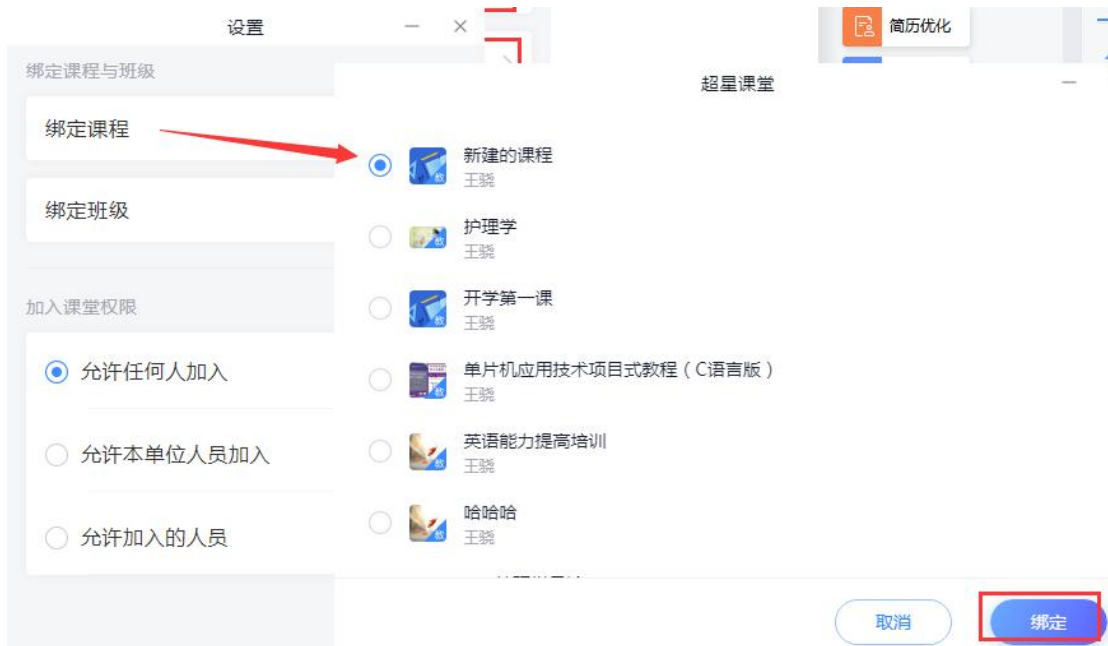 设置
简历优化
绑定课程与班级
超星课堂
绑定课程
新建的课程
王骁
绑定班级
护理学
王骁
加入课堂权限
开学第一课
王骁
允许任何人加入
单片机应用技术项目式教程(C语言版)
王骁
允许本单位人员加入
英语能力提高培训
王骁
哈哈哈
王骁
允许加入的人员
取消
绑定